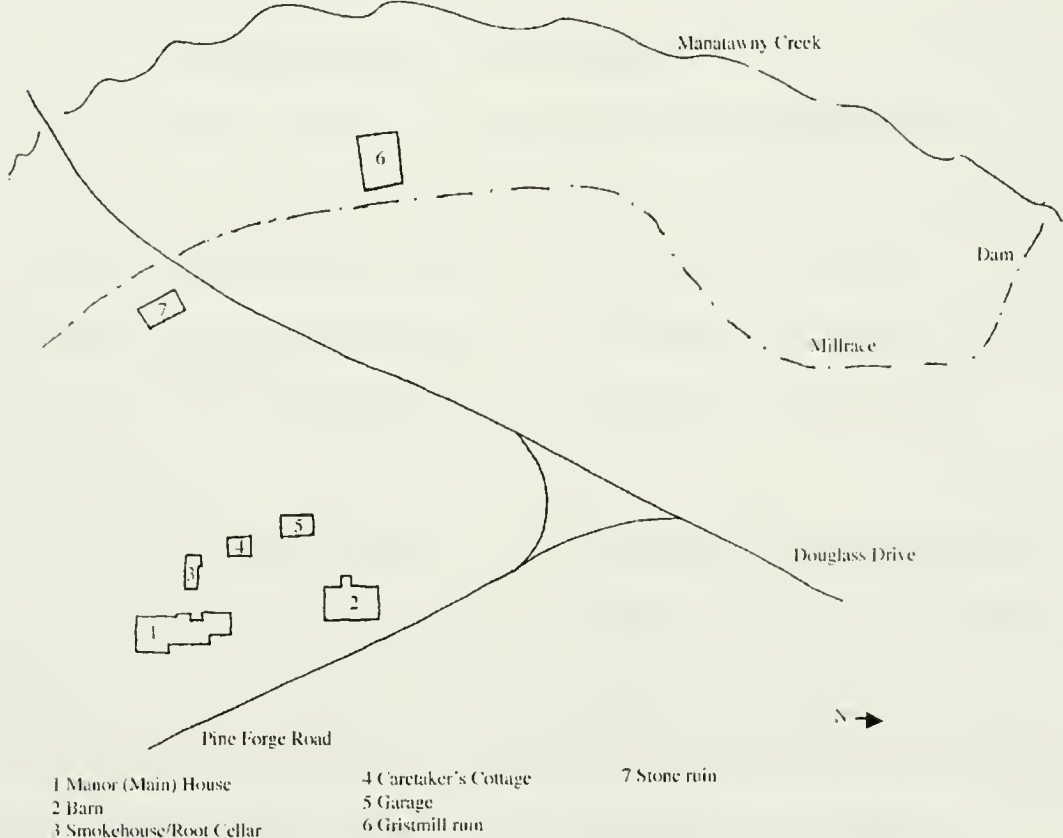 Manatawny Creek
6
Dam
7
Millrace
5
4
Douglass Drive
3
2
1
N
Pine Forge Road
1 Manor (Main) House
2 Barn
3 Smokehouse/Root Cellar
4 Caretaker's Cottage
5 Garage
6 Gristmill ruin
7 Stone ruin